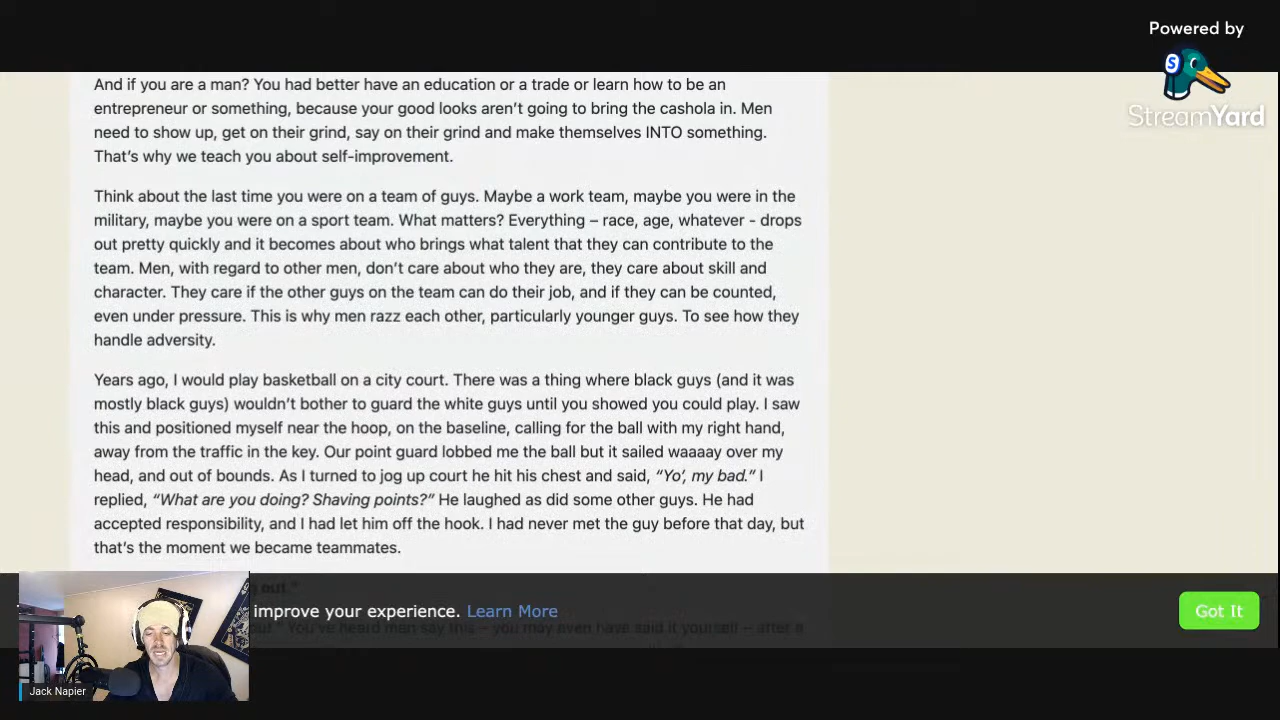 Powered by
S
StreamYard
And if you are a man? You had better have an education or a trade or learn how to be an
entrepreneur or something, because your good looks aren't going to bring the cashola in. Men
need to show up, get on their grind, say on their grind and make themselves INTO something.
That's why we teach you about self-improvement.
Think about the last time you were on a team of guys. Maybe a work team, maybe you were in the
military, maybe you were on a sport team. What matters? Everything – race, age, whatever - drops
out pretty quickly and it becomes about who brings what talent that they can contribute to the
team. Men, with regard to other men, don't care about who they are, they care about skill and
character. They care if the other guys on the team can do their job, and if they can be counted,
even under pressure. This is why men razz each other, particularly younger guys. To see how they
handle adversity.
Years ago, I would play basketball on a city court. There was a thing where black guys (and it was
mostly black guys) wouldn't bother to guard the white guys until you showed you could play. I saw
this and positioned myself near the hoop, on the baseline, calling for the ball with my right hand,
away from the traffic in the key. Our point guard lobbed me the ball but it sailed waaaay over my
head, and out of bounds. As I turned to jog up court he hit his chest and said, “Yo’, my bad.” I
replied, “What are you doing? Shaving points?” He laughed as did some other guys. He had
accepted responsibility, and I had let him off the hook. I had never met the guy before that day, but
that's the moment we became teammates.
out.”
improve your experience. Learn More
Got It
out” You've heard men say this – you may even have said it yourself – after a
Jack Napier